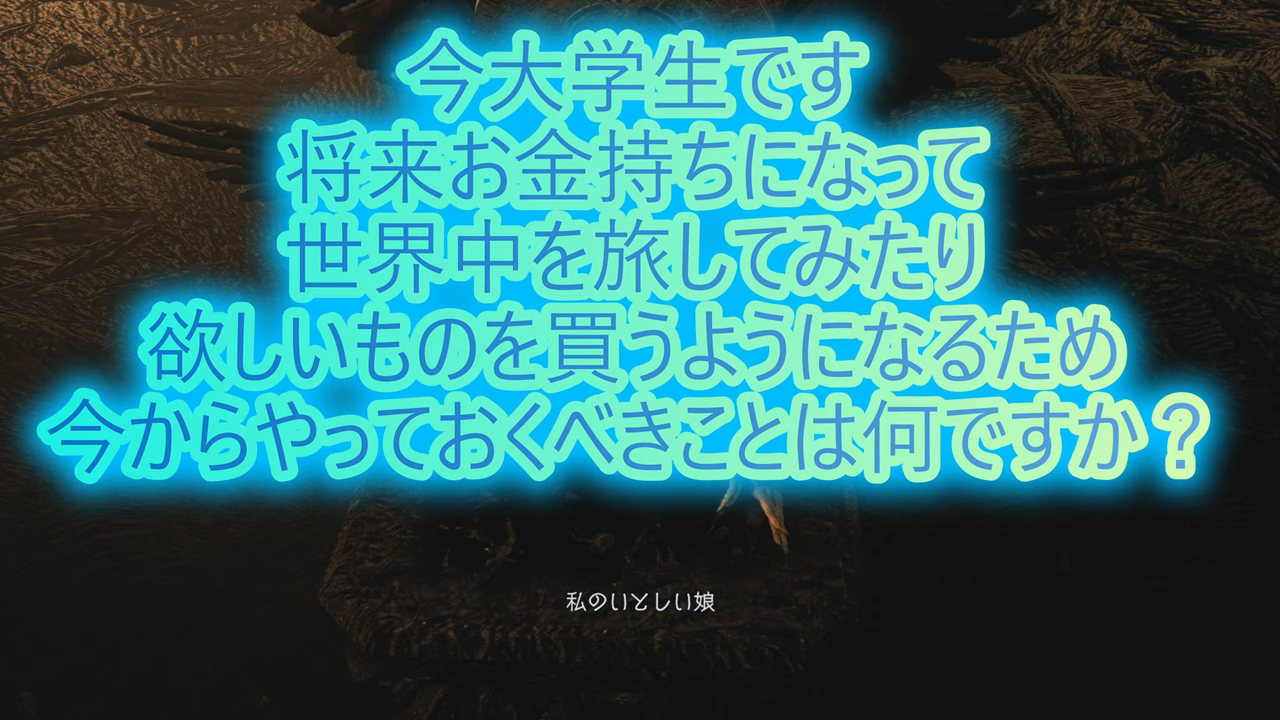 今大学生です
将来お金持ちになって
世界中を旅してみたり
欲しいものを買うようになるため
今からやっておくべきことは何ですか？
私のいとしい娘